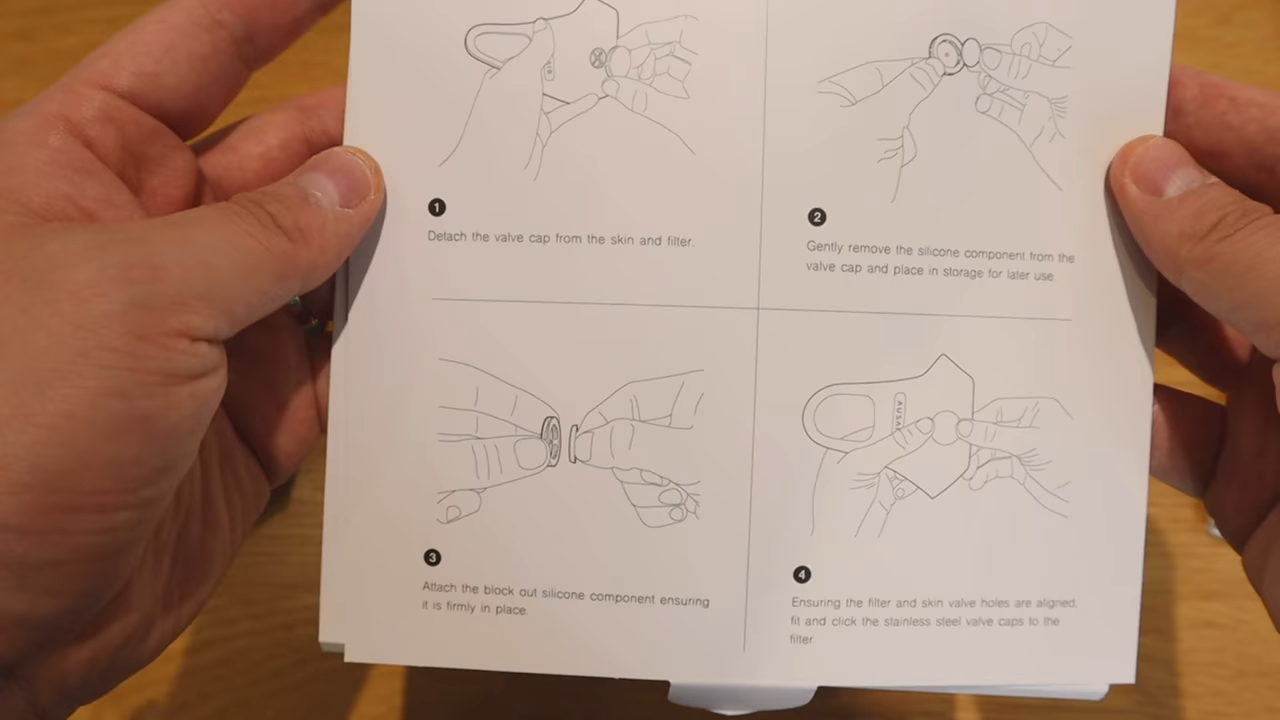 1
Detach the valve cap from the skin and filter.
2
Gently remove the silicone component from the
valve cap and place in storage for later use.
3
Attach the block out silicone component ensuring
it is firmly in place.
AUSA
4
Ensuring the filter and skin valve holes are aligned,
fit and click the stainless steel valve caps to the
filter.